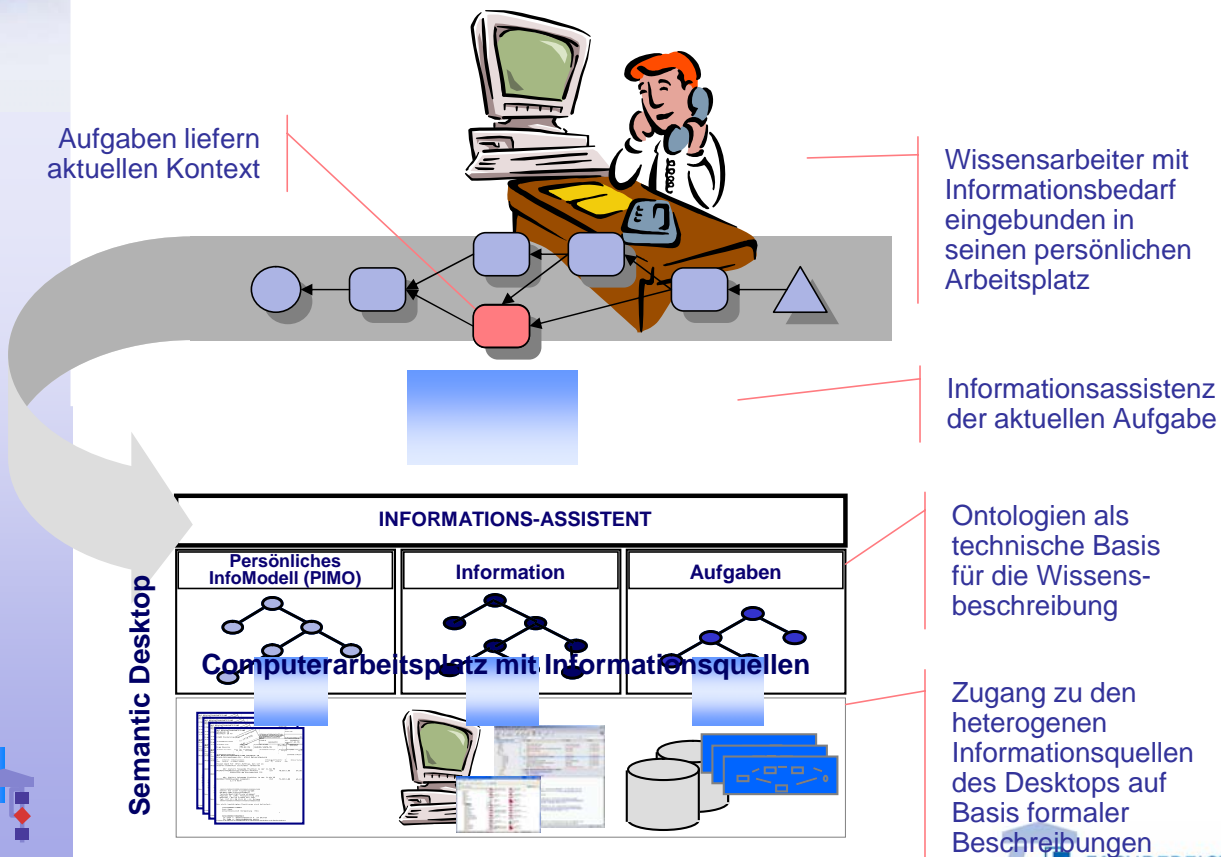 Aufgaben liefern
aktuellen Kontext
Wissensarbeiter mit
Informationsbedarf
eingebunden in
seinen persönlichen
Arbeitsplatz
Informationsassistenz
der aktuellen Aufgabe
INFORMATIONS-ASSISTENT
Persönliches
InfoModell (PIMO)
Information
Aufgaben
Semantic Desktop
Computerarbeitsplatz mit Informationsquellen
Ontologien als
technische Basis
für die Wissens-
beschreibung
Zugang zu den
heterogenen
Informationsquellen
des Desktops auf
Basis formaler
Beschreibungen